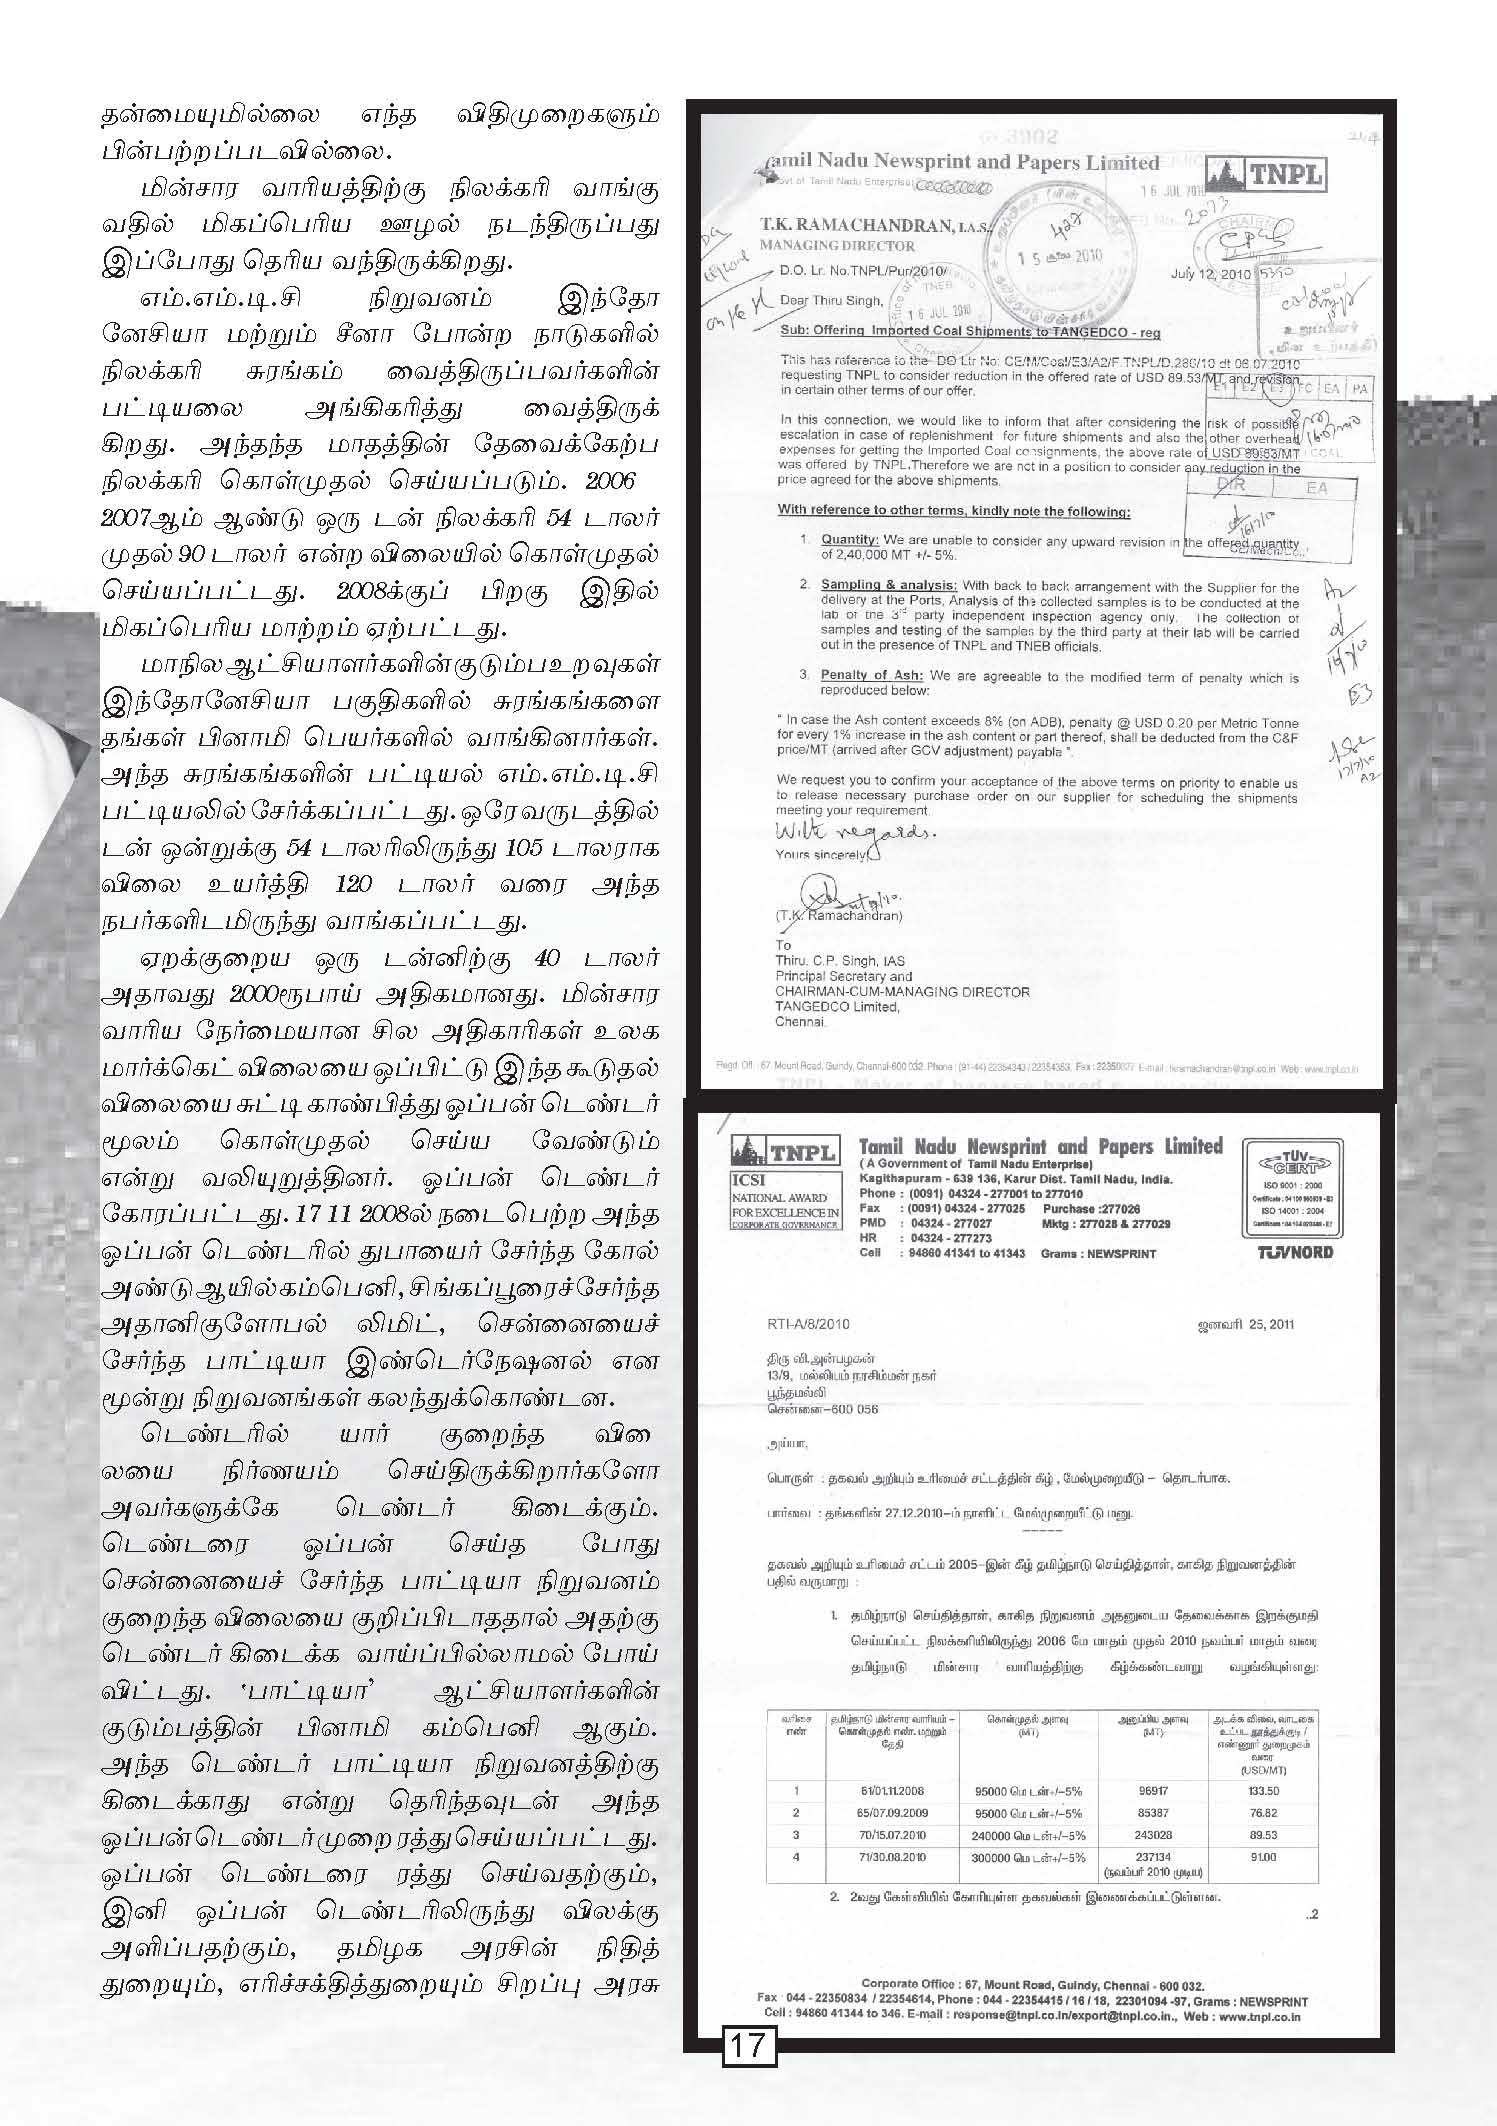 தன்மையுமில்லை எந்த விதிமுறைகளும்
பின்பற்றப்படவில்லை.
மின்சார வாரியத்திற்கு நிலக்கரி வாங்கு
வதில் மிகப்பெரிய ஊழல் நடந்திருப்பது
இப்போது தெரிய வந்திருக்கிறது.
எம்.எம்.டி.சி நிறுவனம் இந்தோ
னேசியா மற்றும் சீனா போன்ற நாடுகளில்
நிலக்கரி சுரங்கம் வைத்திருப்பவர்களின்
பட்டியலை அங்கிகரித்து வைத்திருக்
கிறது. அந்தந்த மாதத்தின் தேவைக்கேற்ப
நிலக்கரி கொள்முதல் செய்யப்படும். 2006
2007ஆம் ஆண்டு ஒரு டன் நிலக்கரி 54 டாலர்
முதல் 90 டாலர் என்ற விலையில் கொள்முதல்
செய்யப்பட்டது. 2008க்குப் பிறகு இதில்
மிகப்பெரிய மாற்றம் ஏற்பட்டது.
மாநில ஆட்சியாளர்களின் குடும்ப உறவுகள்
இந்தோனேசியா பகுதிகளில் சுரங்கங்களை
தங்கள் பினாமி பெயர்களில் வாங்கினார்கள்.
அந்த சுரங்கங்களின் பட்டியல் எம்.எம்.டி.சி
பட்டியலில் சேர்க்கப்பட்டது. ஒரே வருடத்தில்
டன் ஒன்றுக்கு 54 டாலரிலிருந்து 105 டாலராக
விலை உயர்த்தி 120 டாலர் வரை அந்த
நபர்களிடமிருந்து வாங்கப்பட்டது.
ஏறக்குறைய ஒரு டன்னிற்கு 40 டாலர்
அதாவது 2000ரூபாய் அதிகமானது. மின்சார
வாரிய நேர்மையான சில அதிகாரிகள் உலக
மார்க்கெட் விலையை ஒப்பிட்டு இந்த கூடுதல்
விலையை சுட்டி காண்பித்து ஓப்பன் டெண்டர்
மூலம் கொள்முதல் செய்ய வேண்டும்
என்று வலியுறுத்தினர். ஓப்பன் டெண்டர்
கோரப்பட்டது. 17 11 2008ல் நடைபெற்ற அந்த
ஓப்பன் டெண்டரில் துபாயைர் சேர்ந்த கோல்
அண்டு ஆயில் கம்பெனி, சிங்கப்பூரைச் சேர்ந்த
அதானிகுளோபல் லிமிட், சென்னையைச்
சேர்ந்த பாட்டியா இண்டெர்நேஷனல் என
மூன்று நிறுவனங்கள் கலந்துக்கொண்டன.
டெண்டரில் யார் குறைந்த விலை
லயை நிர்ணயம் செய்திருக்கிறார்களோ
அவர்களுக்கே டெண்டர் கிடைக்கும்.
டெண்டரை ஓப்பன் செய்த போது
சென்னையைச் சேர்ந்த பாட்டியா நிறுவனம்
குறைந்த விலையை குறிப்பிடாததால் அதற்கு
டெண்டர் கிடைக்க வாய்ப்பில்லாமல் போய்
விட்டது. ‘பாட்டியா’ ஆட்சியாளர்களின்
குடும்பத்தின் பினாமி கம்பெனி ஆகும்.
அந்த டெண்டர் பாட்டியா நிறுவனத்திற்கு
கிடைக்காது என்று தெரிந்தவுடன் அந்த
ஓப்பன் டெண்டர் முறை ரத்து செய்யப்பட்டது.
ஒப்பன் டெண்டரை ரத்து செய்வதற்கும்,
இனி ஒப்பன் டெண்டரிலிருந்து விலக்கு
அளிப்பதற்கும், தமிழக அரசின் நிதித்
துறையும், எரிச்சக்தித்துறையும் சிறப்பு அரசு
Tamil Nadu Newsprint and Papers Limited
TNPL
T.K. RAMACHANDRAN, I.A.S.,
MANAGING DIRECTOR
16 JUL 2010
2073
D.O. Lr. No.TNPL/Pur/2010/
July 12, 2010
Dear Thiru Singh,
Sub: Offering Imported Coal Shipments to TANGEDCO - reg
This has reference to the DO Ltr No: CE/M/Coal/E3/A2/F.TNPL/D.286/10 dt 06.07.2010
requesting TNPL to consider reduction in the offered rate of USD 89.53/MT and revision
in certain other terms of our offer.
In this connection, we would like to inform that after considering the risk of possible
escalation in case of replenishment for future shipments and also the other overhead
expenses for getting the Imported Coal consignments, the above rate of USD 89.53/MT
was offered by TNPL.Therefore we are not in a position to consider any reduction in the
price agreed for the above shipments.
With reference to other terms, kindly note the following:
1. Quantity: We are unable to consider any upward revision in the offered quantity
of 2,40,000 MT +/- 5%.
2. Sampling & analysis: With back to back arrangement with the Supplier for the
delivery at the Ports, Analysis of the collected samples is to be conducted at the
lab of the 3rd party independent inspection agency only. The collection of
samples and testing of the samples by the third party at their lab will be carried
out in the presence of TNPL and TNEB officials.
3. Penalty of Ash: We are agreeable to the modified term of penalty which is
reproduced below:
" In case the Ash content exceeds 8% (on ADB), penalty @ USD 0.20 per Metric Tonne
for every 1% increase in the ash content or part thereof, shall be deducted from the C&F
price/MT (arrived after GCV adjustment) payable ".
We request you to confirm your acceptance of the above terms on priority to enable us
to release necessary purchase order on our supplier for scheduling the shipments
meeting your requirement.
With regards.
Yours sincerely
(T.K. Ramachandran)
To
Thiru. C.P. Singh, IAS
Principal Secretary and
CHAIRMAN-CUM-MANAGING DIRECTOR
TANGEDCO Limited,
Chennai.
Regd. Off : 67, Mount Road, Guindy, Chennai-600 032. Phone : (91-44) 22354343 / 22354353, E-mail : tkramachandran@tnpl.co.in Web : www.tnpl.co.in
TNPL
ICSI
NATIONAL AWARD
FOR EXCELLENCE IN
CORPORATE GOVERNANCE
Tamil Nadu Newsprint and Papers Limited
( A Government of Tamil Nadu Enterprise)
Kagithapuram - 639 136, Karur Dist. Tamil Nadu, India.
Phone : (0091) 04324 - 277001 to 277010
Fax : (0091) 04324 - 277025 Purchase :277026
PMD : 04324 - 277027 Mktg : 277028 & 277029
HR : 04324 - 277273
Cell : 94860 41341 to 41343 Grams : NEWSPRINT
TÜV
CERT
ISO 9001 : 2000
ISO 14001 : 2004
TÜVNORD
RTI-A/8/2010
ஜனவரி 25, 2011
திரு வி.அன்பழகன்
13/9, மல்லியம் நரசிம்மன் நகர்
பூந்தமல்லி
சென்னை–600 056
அய்யா,
பொருள் : தகவல் அறியும் உரிமைச் சட்டத்தின் கீழ் , மேல்முறையீடு – தொடர்பாக.
பார்வை : தங்களின் 27.12.2010–ம் நாளிட்ட மேல்முறையீட்டு மனு.
-----
தகவல் அறியும் உரிமைச் சட்டம் 2005–இன் கீழ் தமிழ்நாடு செய்தித்தாள், காகித நிறுவனத்தின்
பதில் வருமாறு :
1. தமிழ்நாடு செய்தித்தாள், காகித நிறுவனம் அதனுடைய தேவைக்காக இறக்குமதி
செய்யப்பட்ட நிலக்கரியிலிருந்து 2006 மே மாதம் முதல் 2010 நவம்பர் மாதம் வரை
தமிழ்நாடு மின்சார வாரியத்திற்கு கீழ்க்கண்டவாறு வழங்கியுள்ளது:
வரிசை எண் தமிழ்நாடு மின்சார வாரியம் – கொள்முதல் எண். மற்றும் தேதி கொள்முதல் அளவு (MT) அனுப்பிய அளவு (MT) அடக்க விலை, வாடகை உட்பட தூத்துக்குடி / எண்ணூர் துறைமுகம் வரை (USD/MT)
1 61/01.11.2008 95000 மெ டன்+/–5% 96917 133.50
2 65/07.09.2009 95000 மெ டன்+/–5% 85387 76.82
3 70/15.07.2010 240000 மெ டன்+/–5% 243028 89.53
4 71/30.08.2010 300000 மெ டன்+/–5% 237134 (நவம்பர் 2010 முடிய) 91.00
2. 2வது கேள்வியில் கோரியுள்ள தகவல்கள் இணைக்கப்பட்டுள்ளன.
..2
Corporate Office : 67, Mount Road, Guindy, Chennai - 600 032.
Fax : 044 - 22350834 / 22354614, Phone : 044 - 22354415 / 16 / 18, 22301094 -97, Grams : NEWSPRINT
Cell : 94860 41344 to 346. E-mail : response@tnpl.co.in/export@tnpl.co.in., Web : www.tnpl.co.in
17